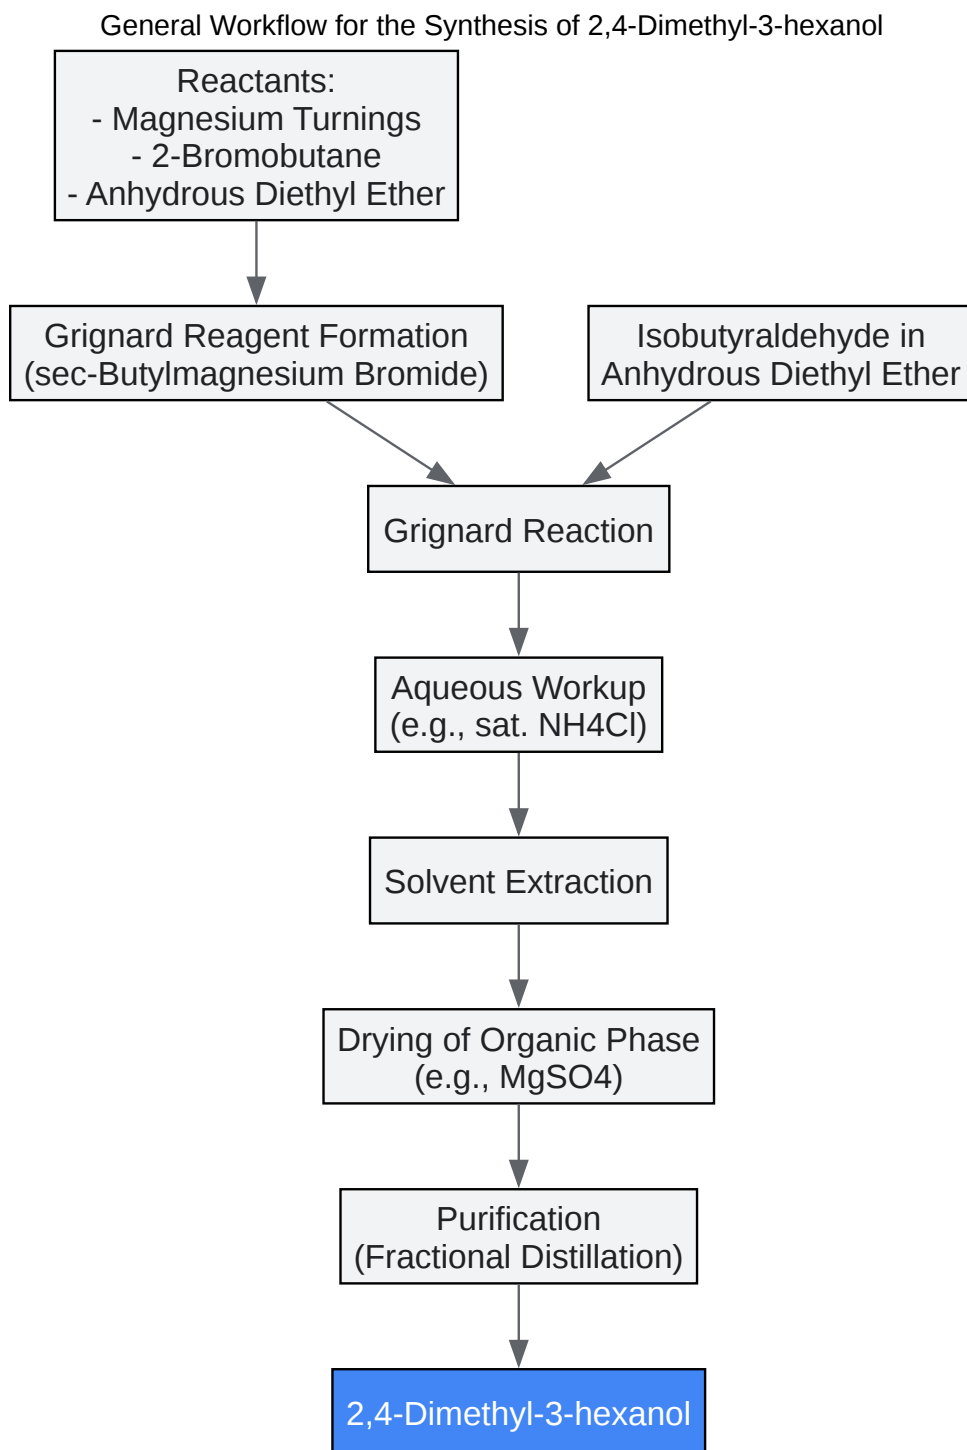 General Workflow for the Synthesis of 2,4-Dimethyl-3-hexanol
Reactants:
- Magnesium Turnings
- 2-Bromobutane
- Anhydrous Diethyl Ether
Grignard Reagent Formation
(sec-Butylmagnesium Bromide)
Isobutyraldehyde in
Anhydrous Diethyl Ether
Grignard Reaction
Aqueous Workup
(e.g., sat. NH4Cl)
Solvent Extraction
Drying of Organic Phase
(e.g., MgSO4)
Purification
(Fractional Distillation)
2,4-Dimethyl-3-hexanol